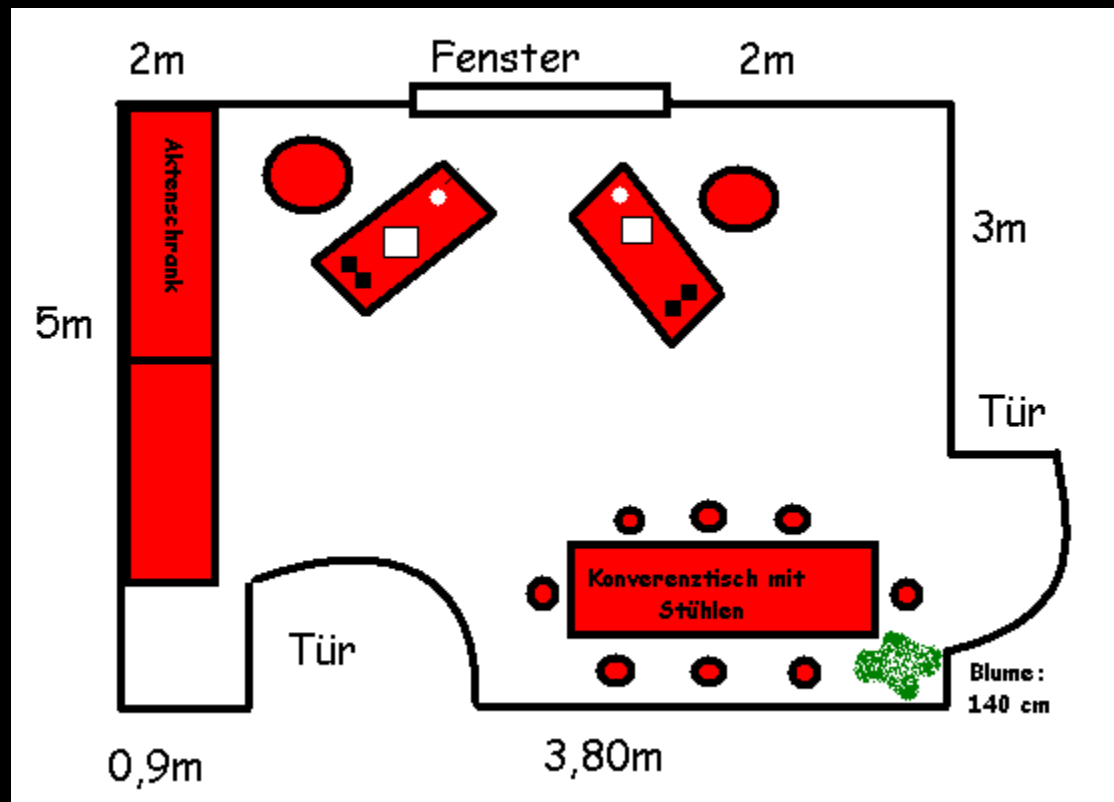 2m
Fenster
2m
Aktenschrank
3m
5m
Tür
Konverenztisch mit
Stühlen
Tür
Blume:
140 cm
0,9m
3,80m